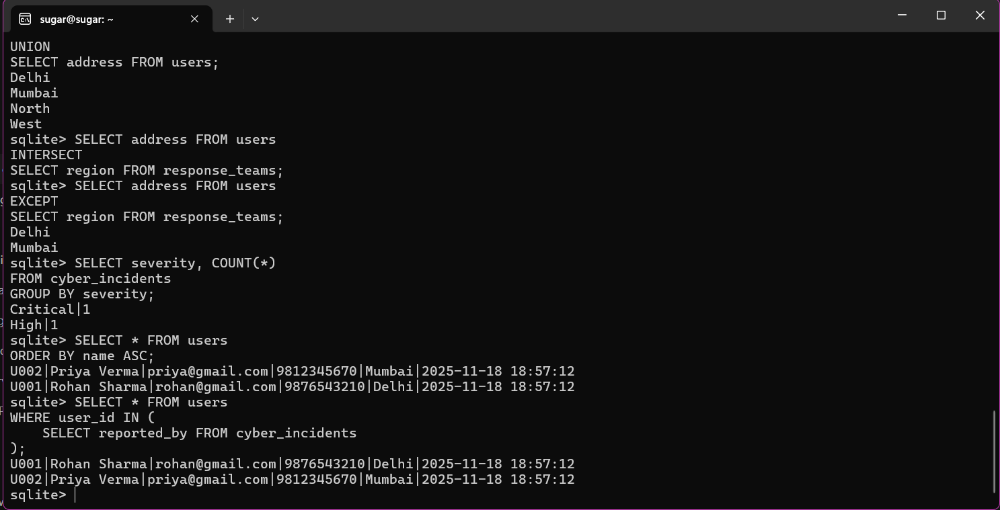 sugar@sugar: ~
UNION
SELECT address FROM users;
Delhi
Mumbai
North
West
sqlite> SELECT address FROM users
INTERSECT
SELECT region FROM response_teams;
sqlite> SELECT address FROM users
EXCEPT
SELECT region FROM response_teams;
Delhi
Mumbai
sqlite> SELECT severity, COUNT(*)
FROM cyber_incidents
GROUP BY severity;
Critical|1
High|1
sqlite> SELECT * FROM users
ORDER BY name ASC;
U002|Priya Verma|priya@gmail.com|9812345670|Mumbai|2025-11-18 18:57:12
U001|Rohan Sharma|rohan@gmail.com|9876543210|Delhi|2025-11-18 18:57:12
sqlite> SELECT * FROM users
WHERE user_id IN (
    SELECT reported_by FROM cyber_incidents
);
U001|Rohan Sharma|rohan@gmail.com|9876543210|Delhi|2025-11-18 18:57:12
U002|Priya Verma|priya@gmail.com|9812345670|Mumbai|2025-11-18 18:57:12
sqlite>